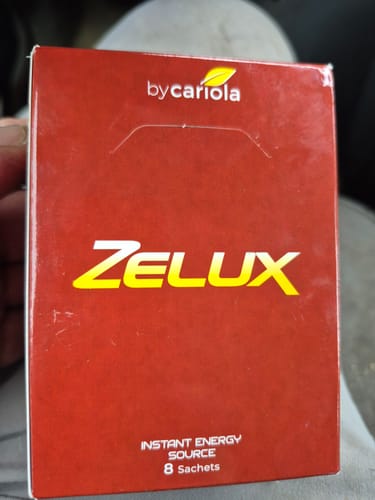 bycariola
ZELUX
INSTANT ENERGY
SOURCE
8 Sachets